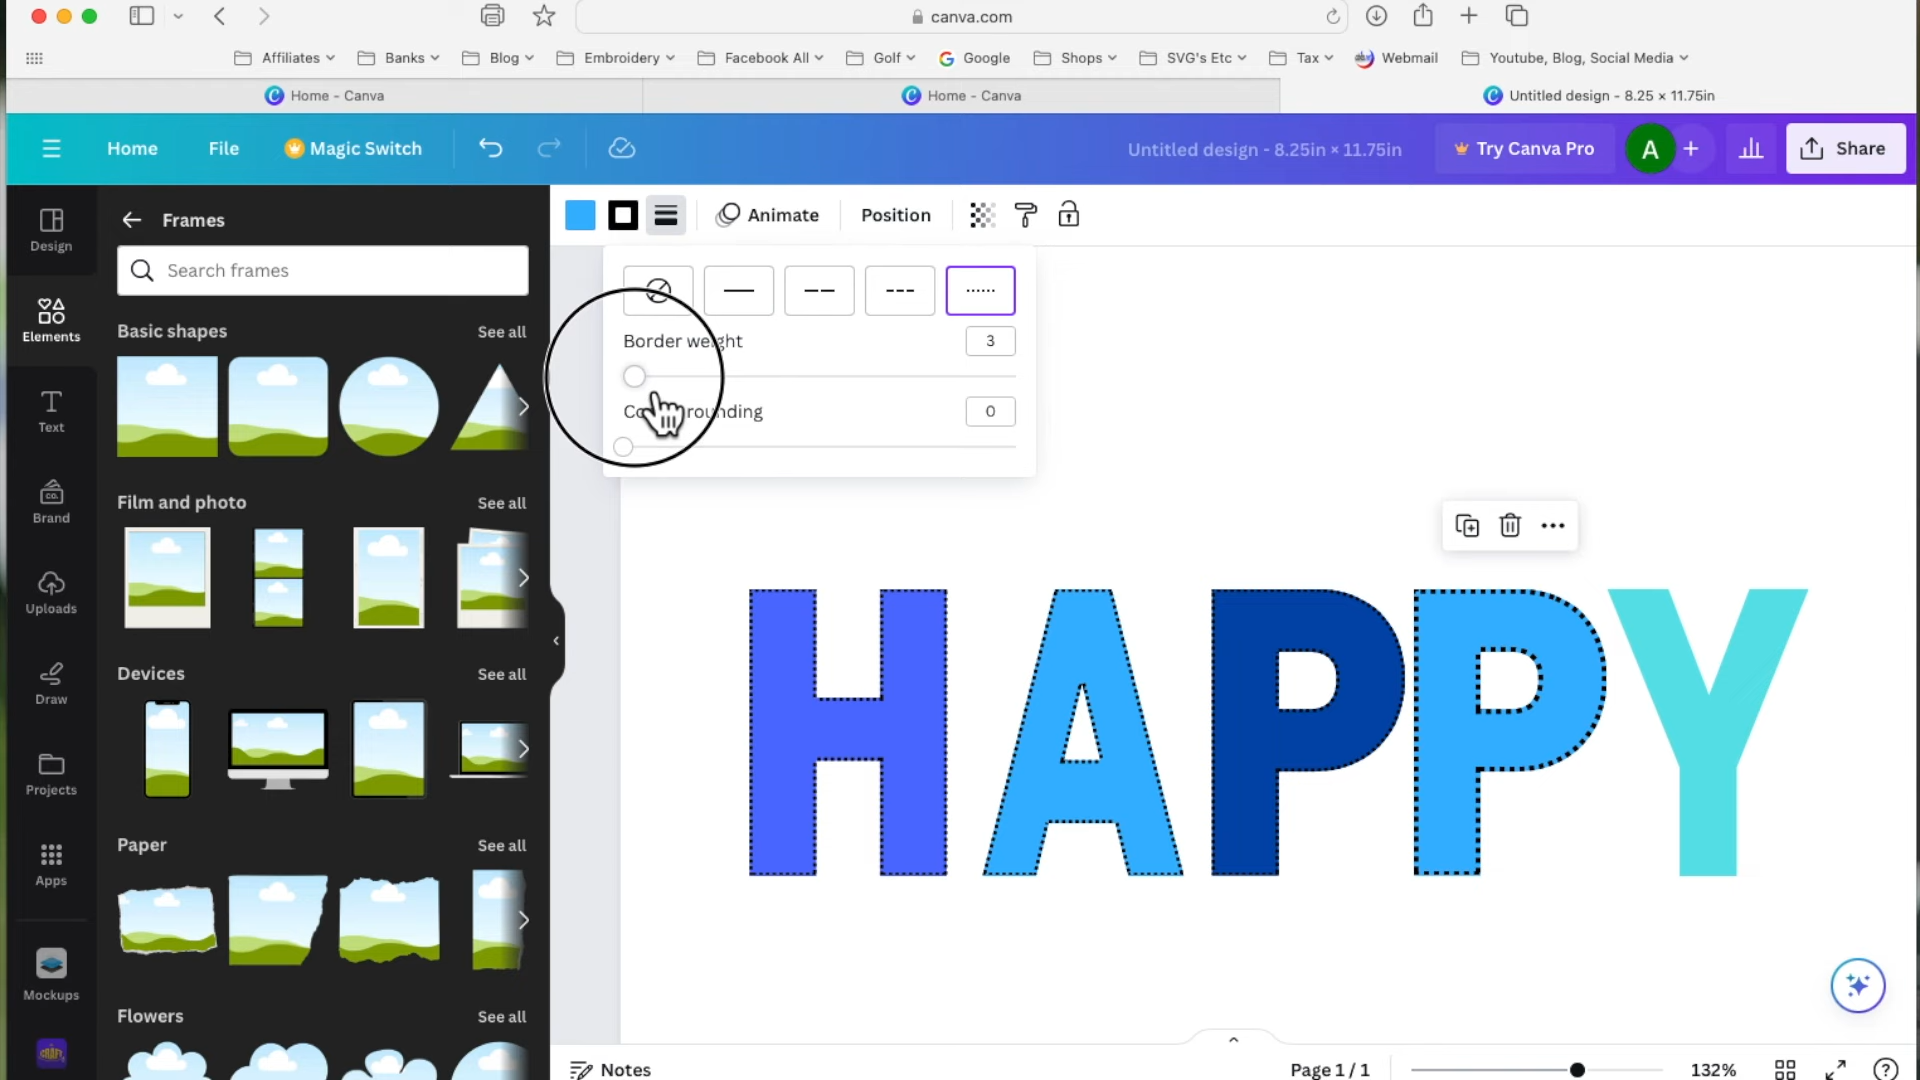 canva.com
Affiliates
Banks
Blog
Embroidery
Facebook All
Golf
Google
Shops
SVG's Etc
Tax
Webmail
Youtube, Blog, Social Media
Home - Canva
Home - Canva
Untitled design - 8.25 × 11.75in
Home
File
Magic Switch
Untitled design - 8.25in × 11.75in
Try Canva Pro
A
Share
Design
Elements
Text
Brand
Uploads
Draw
Projects
Apps
Mockups
Frames
Search frames
Basic shapes
See all
Film and photo
See all
Devices
See all
Paper
See all
Flowers
See all
Animate
Position
Border weight
3
rounding
0
HAPPY
Notes
Page 1 / 1
132%